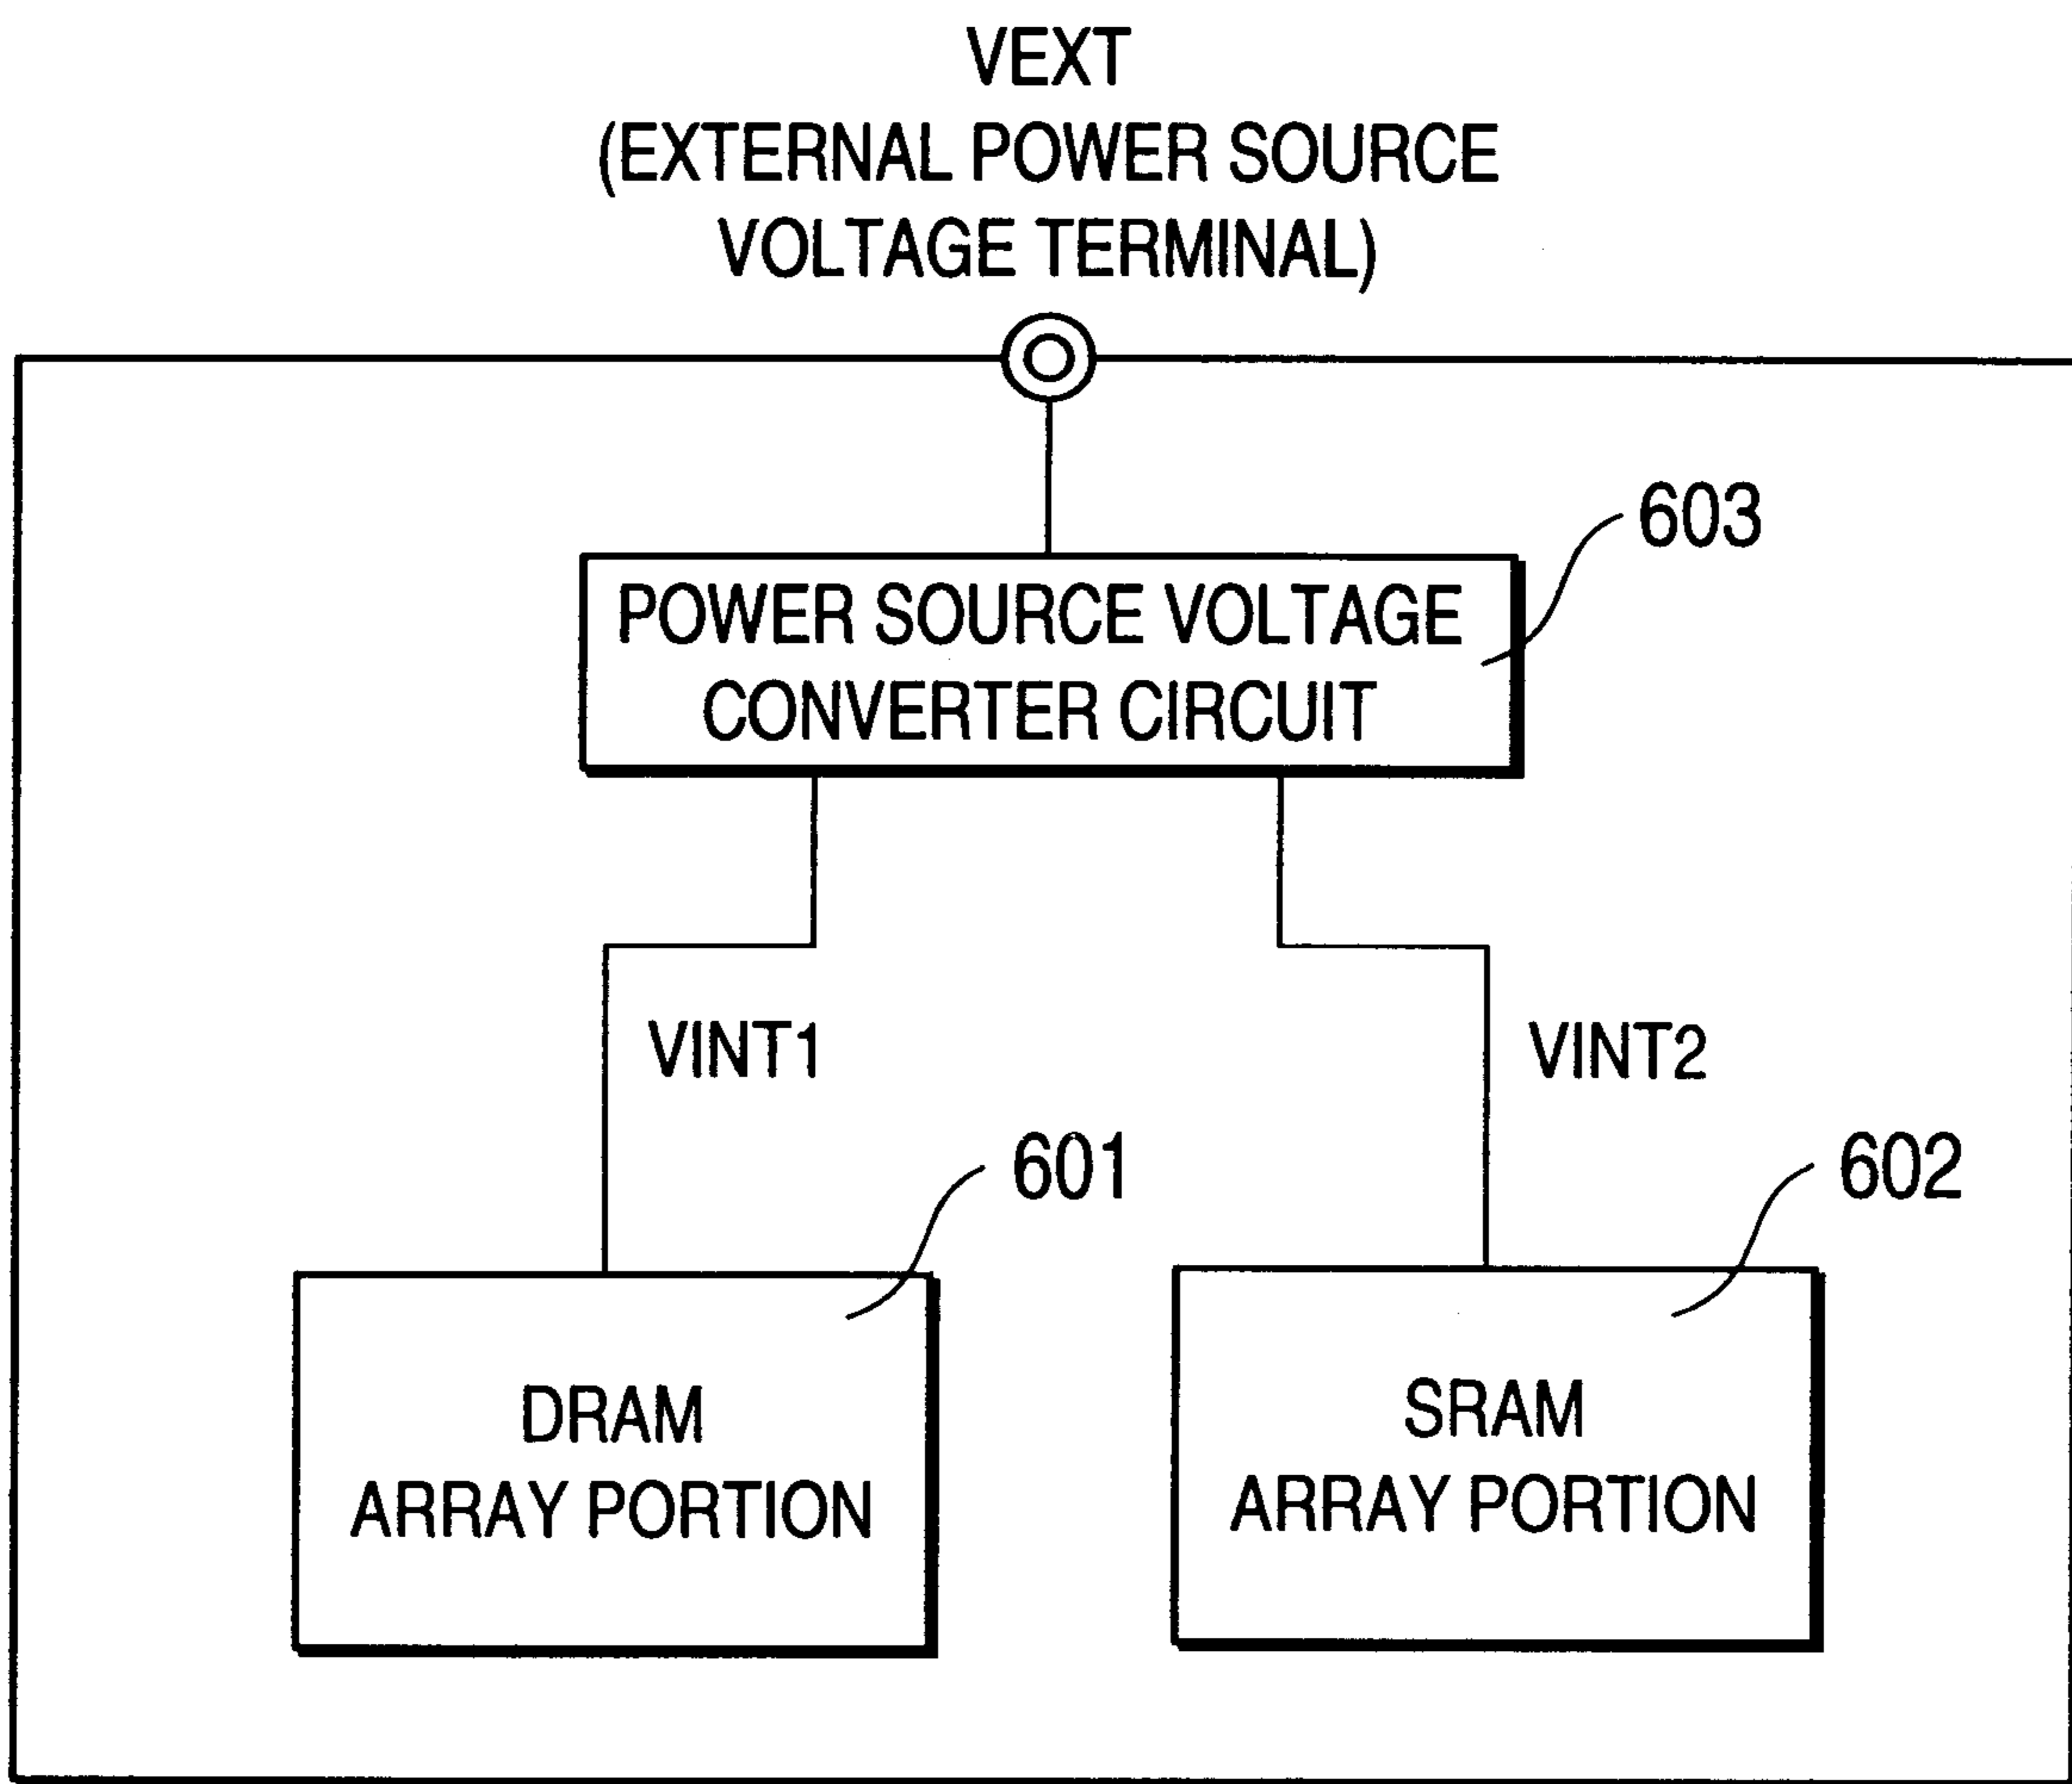 VEXT
(EXTERNAL POWER SOURCE
VOLTAGE TERMINAL)
603
POWER SOURCE VOLTAGE
CONVERTER CIRCUIT
VINT1
VINT2
601
602
DRAM
ARRAY PORTION
SRAM
ARRAY PORTION